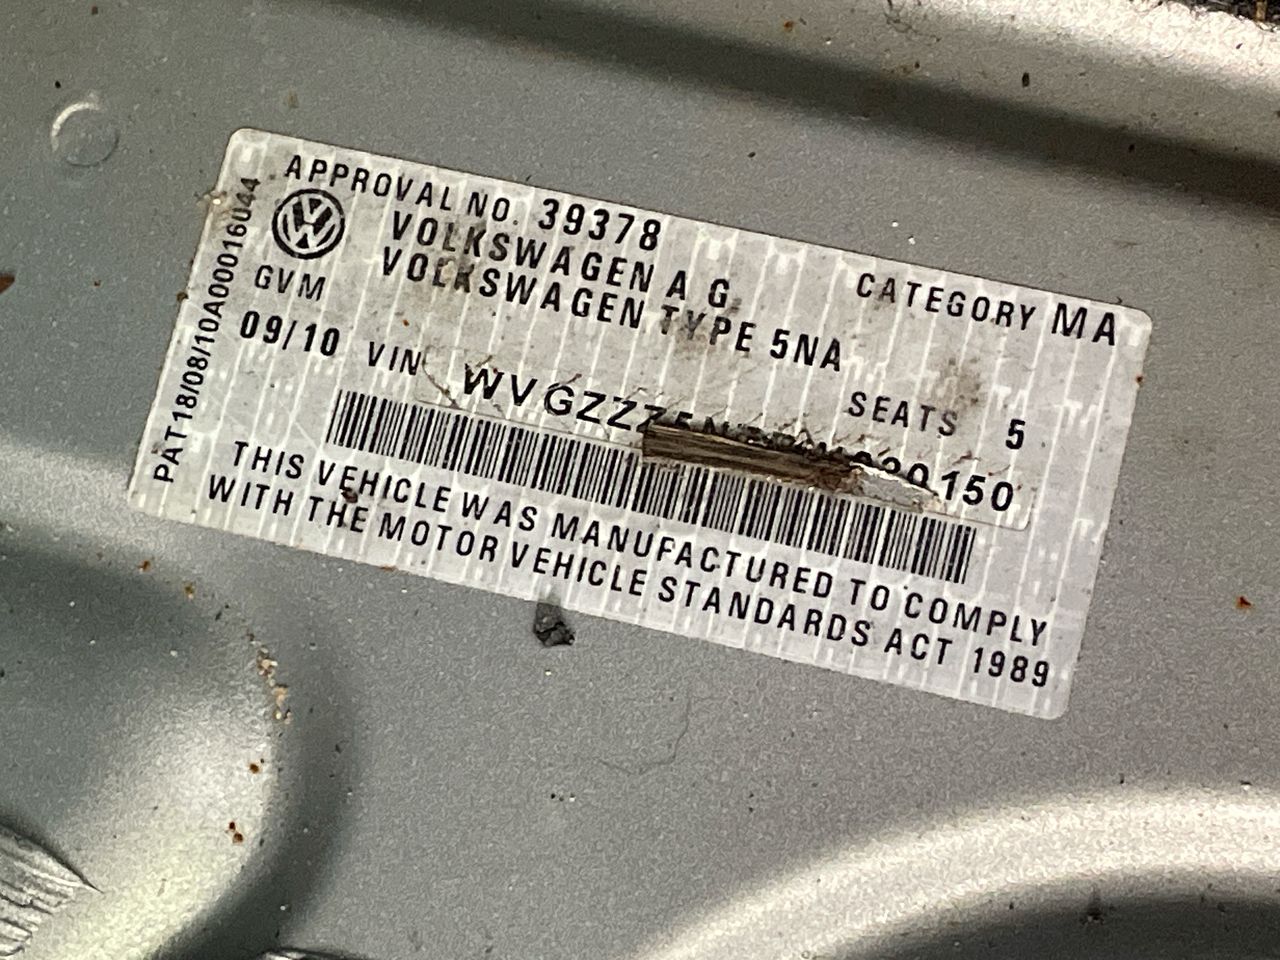 APPROVAL NO. 39378
VOLKSWAGEN A G
CATEGORY MA
VOLKSWAGEN TYPE 5NA
GVM
09/10
VIN
SEATS 5
THIS VEHICLE WAS MANUFACTURED TO COMPLY
WITH THE MOTOR VEHICLE STANDARDS ACT 1989
PAT18/08/10A00016044